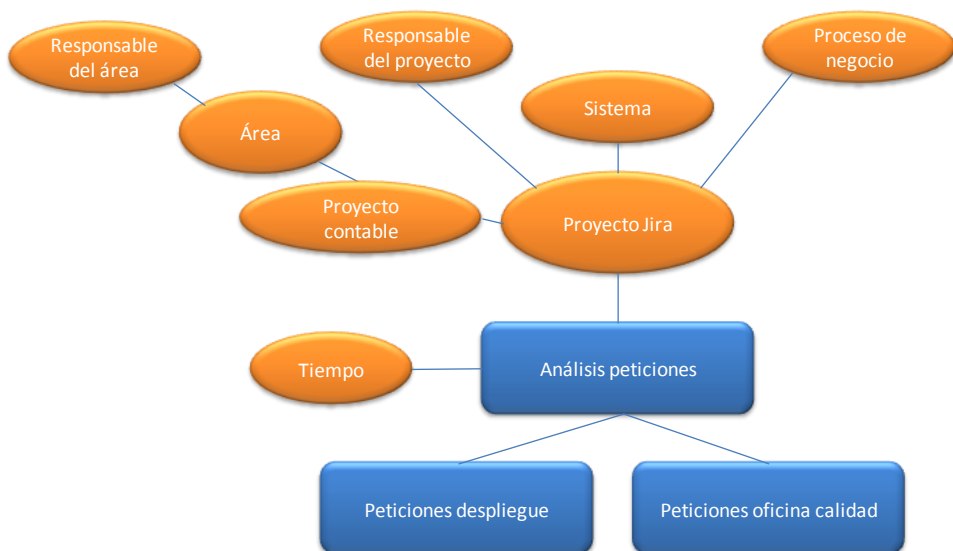 Responsable
del área
Responsable
del proyecto
Proceso de
negocio
Sistema
Área
Proyecto
contable
Proyecto Jira
Tiempo
Análisis peticiones
Peticiones despliegue
Peticiones oficina calidad